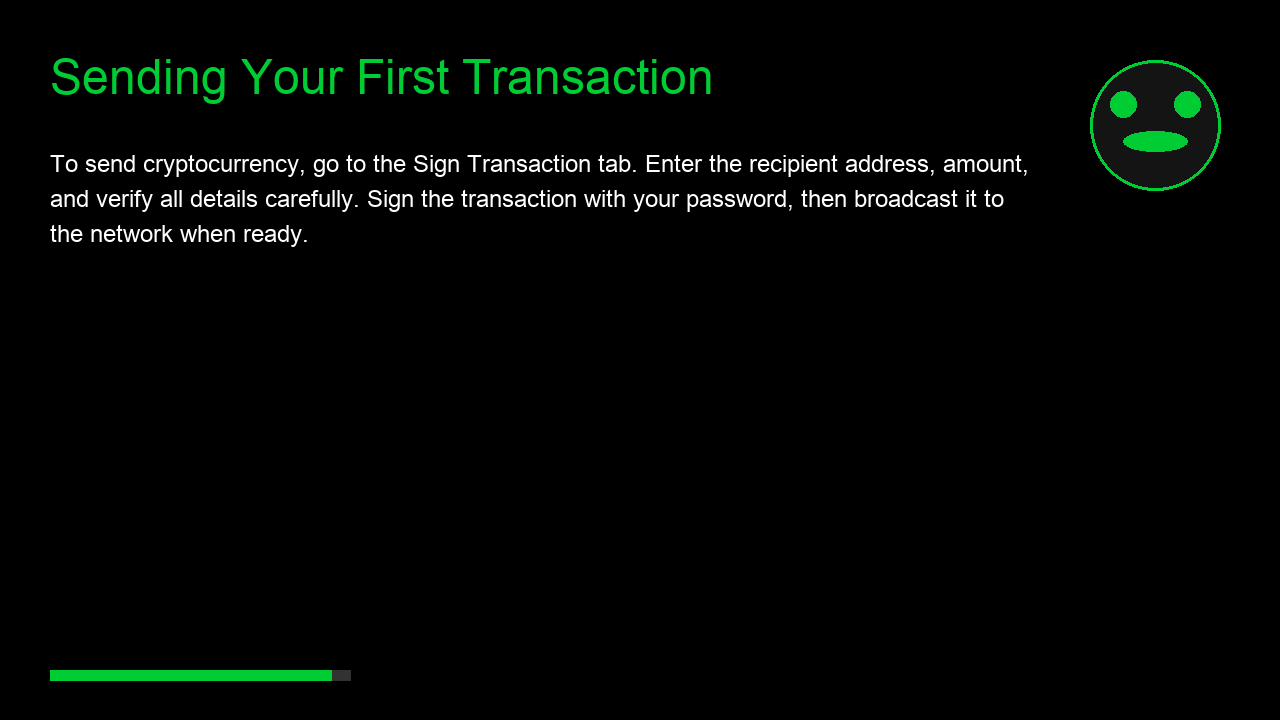 Sending Your First Transaction
To send cryptocurrency, go to the Sign Transaction tab. Enter the recipient address, amount,
and verify all details carefully. Sign the transaction with your password, then broadcast it to
the network when ready.